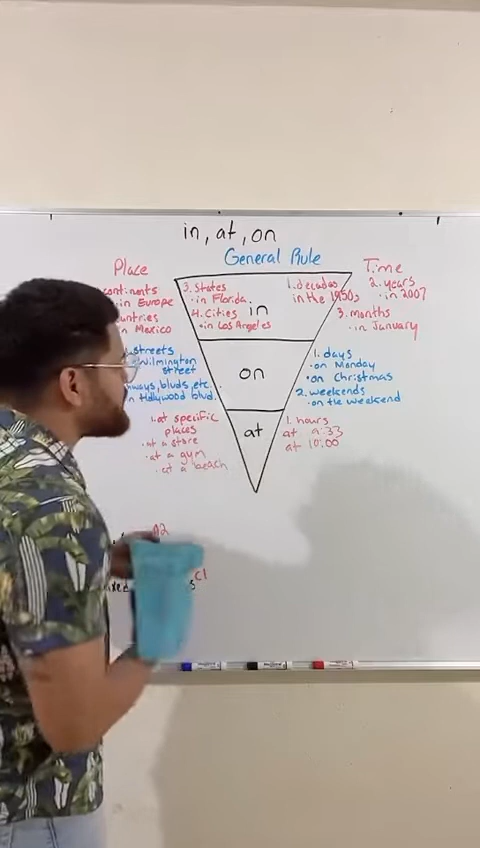 in, at, on
General Rule
Place
continents
in Europe
in Mexico
3. States
· in Florida
4. Cities
· in Los Angeles
in
1. decades
in the 1950s
Time
2. years
· in 2007
3. months
· in January
streets
Wilmington
street
blvds, etc.
Hollywood blvd.
on
1. days
· on Monday
· on Christmas
2. weekends
· on the weekend
1. at specific
places
· at a store
· at a gym
· at a beach
at
1. hours
at 9:33
at 10:00
A2
C1